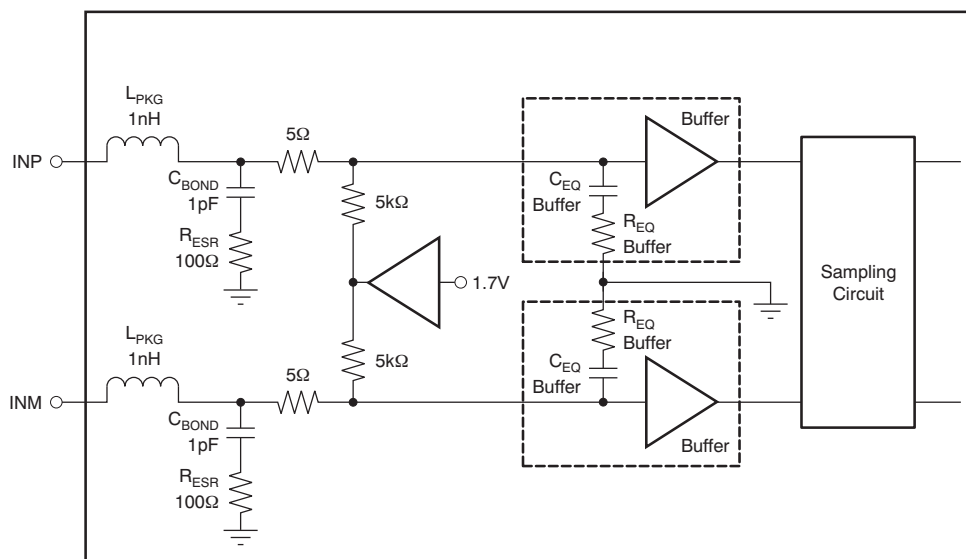 L_PKG
1nH
5Ω
INP
C_BOND
1pF
R_ESR
100Ω
5kΩ
Buffer
C_EQ
Buffer
R_EQ
Buffer
1.7V
Sampling
Circuit
L_PKG
1nH
5Ω
INM
C_BOND
1pF
R_ESR
100Ω
5kΩ
R_EQ
Buffer
C_EQ
Buffer
Buffer